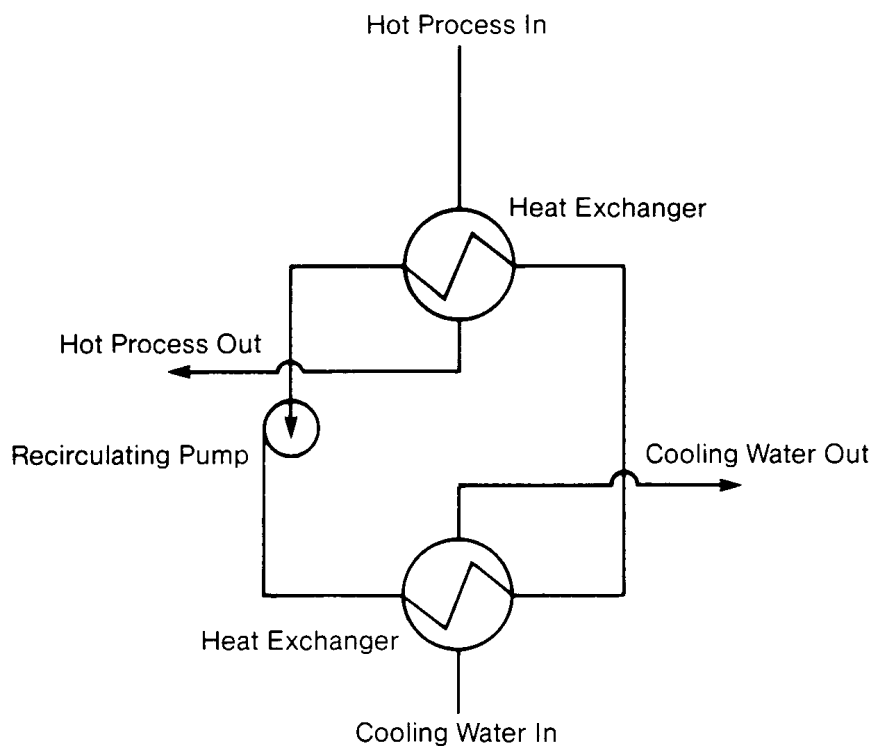 Hot Process In
Heat Exchanger
Hot Process Out
Recirculating Pump
Cooling Water Out
Heat Exchanger
Cooling Water In